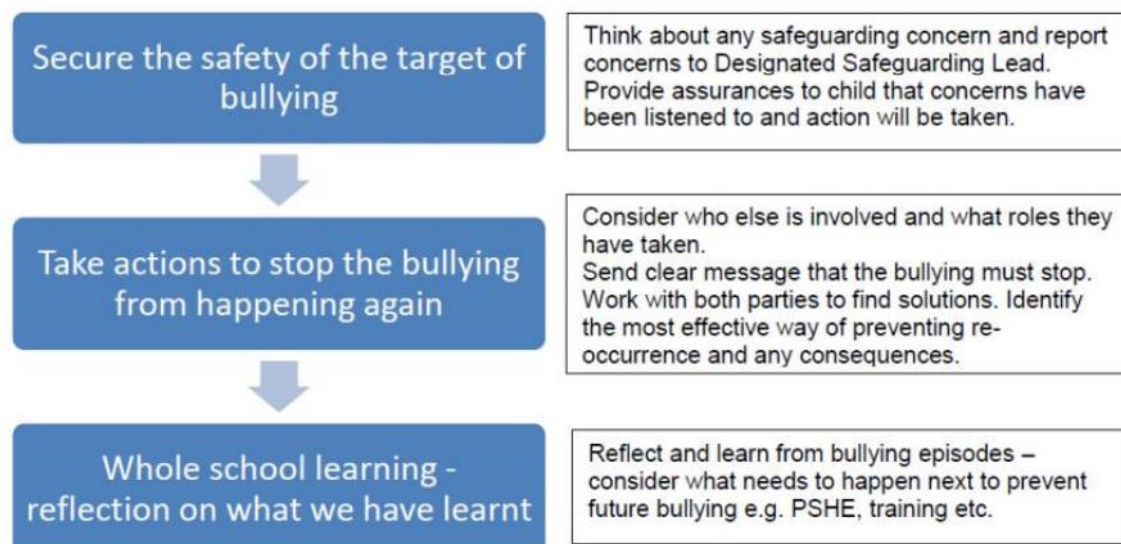 Secure the safety of the target of
bullying
Think about any safeguarding concern and report
concerns to Designated Safeguarding Lead.
Provide assurances to child that concerns have
been listened to and action will be taken.
Take actions to stop the bullying
from happening again
Consider who else is involved and what roles they
have taken.
Send clear message that the bullying must stop.
Work with both parties to find solutions. Identify
the most effective way of preventing re-
occurrence and any consequences.
Whole school learning -
reflection on what we have learnt
Reflect and learn from bullying episodes –
consider what needs to happen next to prevent
future bullying e.g. PSHE, training etc.